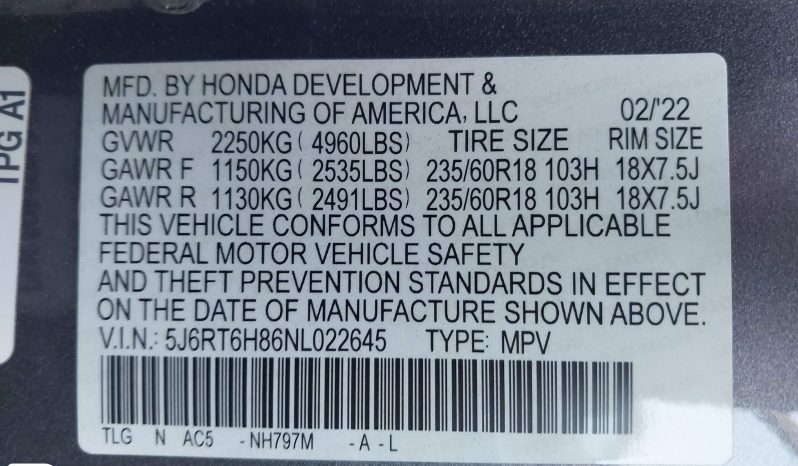 MFD. BY HONDA DEVELOPMENT &
MANUFACTURING OF AMERICA, LLC 02/'22
GVWR 2250KG ( 4960LBS) TIRE SIZE RIM SIZE
GAWR F 1150KG ( 2535LBS) 235/60R18 103H 18X7.5J
GAWR R 1130KG ( 2491LBS) 235/60R18 103H 18X7.5J
THIS VEHICLE CONFORMS TO ALL APPLICABLE
FEDERAL MOTOR VEHICLE SAFETY
AND THEFT PREVENTION STANDARDS IN EFFECT
ON THE DATE OF MANUFACTURE SHOWN ABOVE.
V.I.N.: 5J6RT6H86NL022645 TYPE: MPV
TLG N AC5 - NH797M - A - L
TPG A1